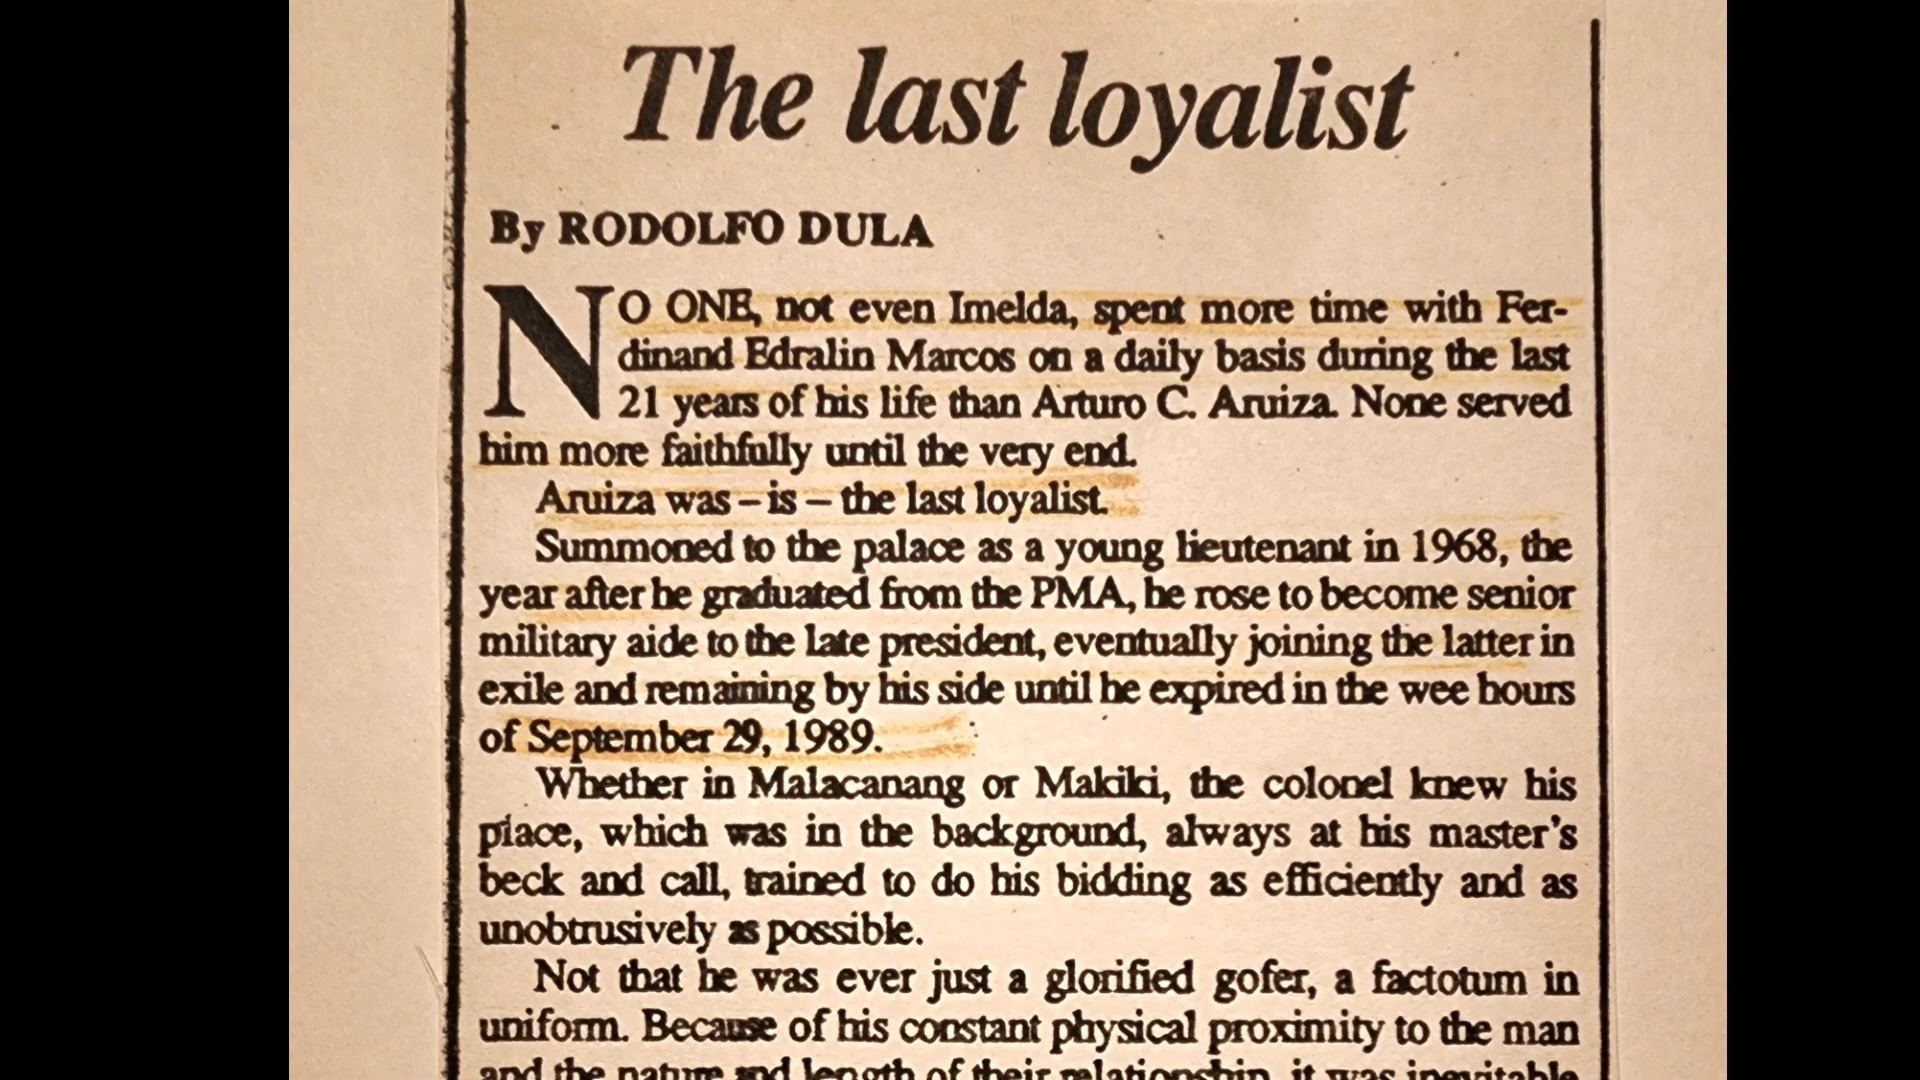 The last loyalist
By RODOLFO DULA
NO ONE, not even Imelda, spent more time with Fer-
dinand Edralin Marcos on a daily basis during the last
21 years of his life than Arturo C. Aruiza. None served
him more faithfully until the very end.
Aruiza was – is – the last loyalist.
Summoned to the palace as a young lieutenant in 1968, the
year after he graduated from the PMA, he rose to become senior
military aide to the late president, eventually joining the latter in
exile and remaining by his side until he expired in the wee hours
of September 29, 1989.
Whether in Malacanang or Makiki, the colonel knew his
place, which was in the background, always at his master's
beck and call, trained to do his bidding as efficiently and as
unobtrusively as possible.
Not that he was ever just a glorified gofer, a factotum in
uniform. Because of his constant physical proximity to the man
and the nature and length of their relationship, it was inevitable